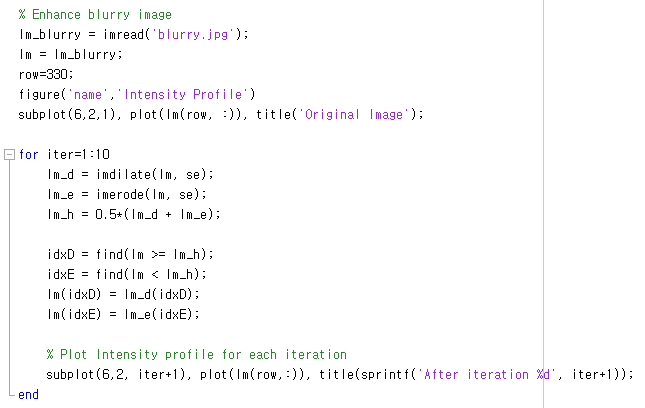 % Enhance blurry image
Im_blurry = imread('blurry.jpg');
Im = Im_blurry;
row=330;
figure('name','Intensity Profile')
subplot(6,2,1), plot(Im(row, :)), title('Original Image');
for iter=1:10
Im_d = imdilate(Im, se);
Im_e = imerode(Im, se);
Im_h = 0.5*(Im_d + Im_e);
idxD = find(Im >= Im_h);
idxE = find(Im < Im_h);
Im(idxD) = Im_d(idxD);
Im(idxE) = Im_e(idxE);
% Plot Intensity profile for each iteration
subplot(6,2, iter+1), plot(Im(row,:)), title(sprintf('After iteration %d', iter+1));
end